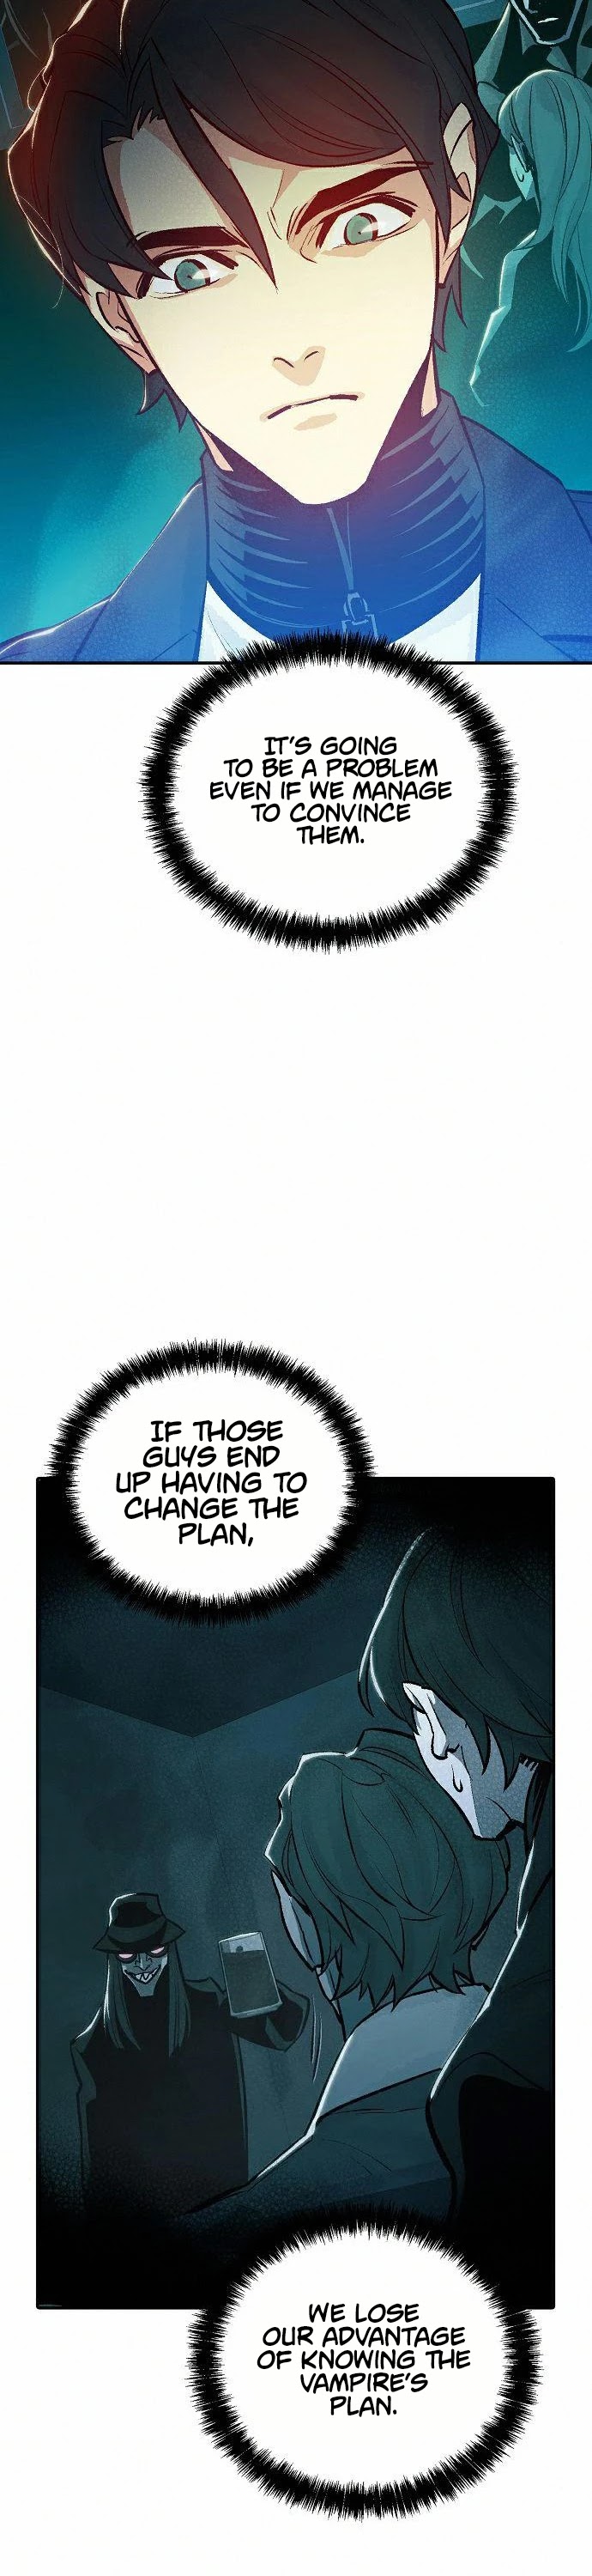 IT'S GOING
TO BE A PROBLEM
EVEN IF WE MANAGE
TO CONVINCE
THEM.
IF THOSE
GUYS END
UP HAVING TO
CHANGE THE
PLAN,
WE LOSE
OUR ADVANTAGE
OF KNOWING THE
VAMPIRE'S
PLAN.